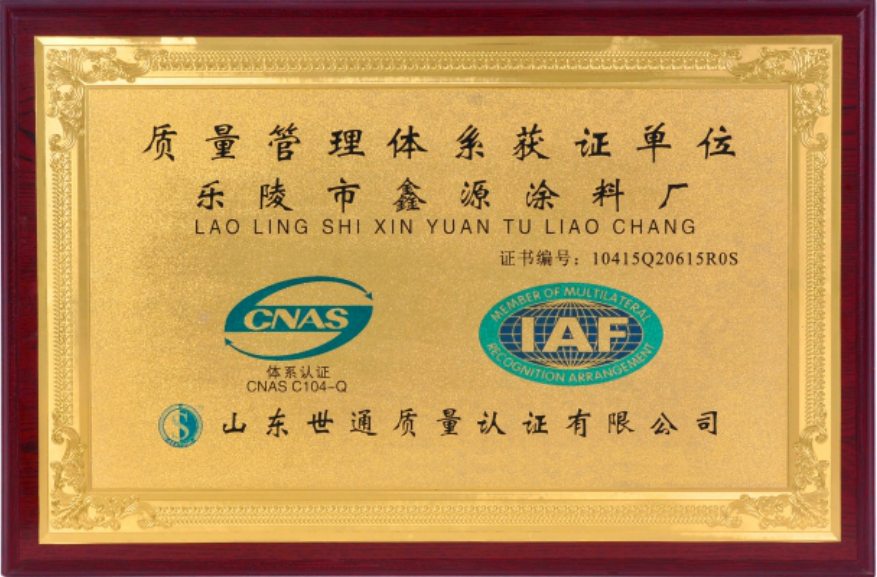 质量管理体系获证单位
乐陵市鑫源涂料厂
LAO LING SHI XIN YUAN TU LIAO CHANG
证书编号：10415Q20615R0S
CNAS
体系认证
CNAS C104-Q
MEMBER OF MULTILATERAL
IAF
RECOGNITION ARRANGEMENT
山东世通质量认证有限公司